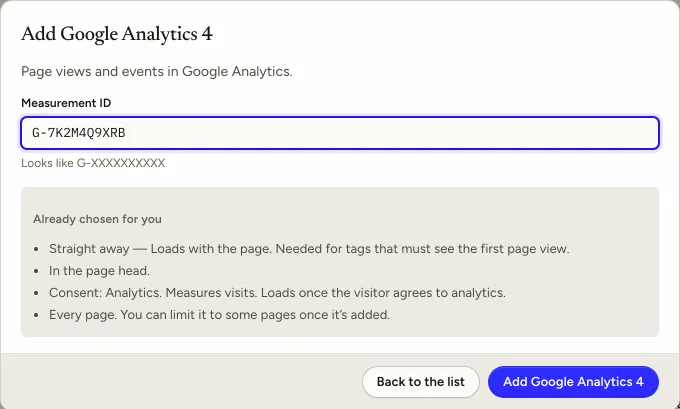 Add Google Analytics 4
Page views and events in Google Analytics.
Measurement ID
G-7K2M4Q9XRB
Looks like G-XXXXXXXXXX
Already chosen for you
• Straight away — Loads with the page. Needed for tags that must see the first page view.
• In the page head.
• Consent: Analytics. Measures visits. Loads once the visitor agrees to analytics.
• Every page. You can limit it to some pages once it’s added.
Back to the list
Add Google Analytics 4